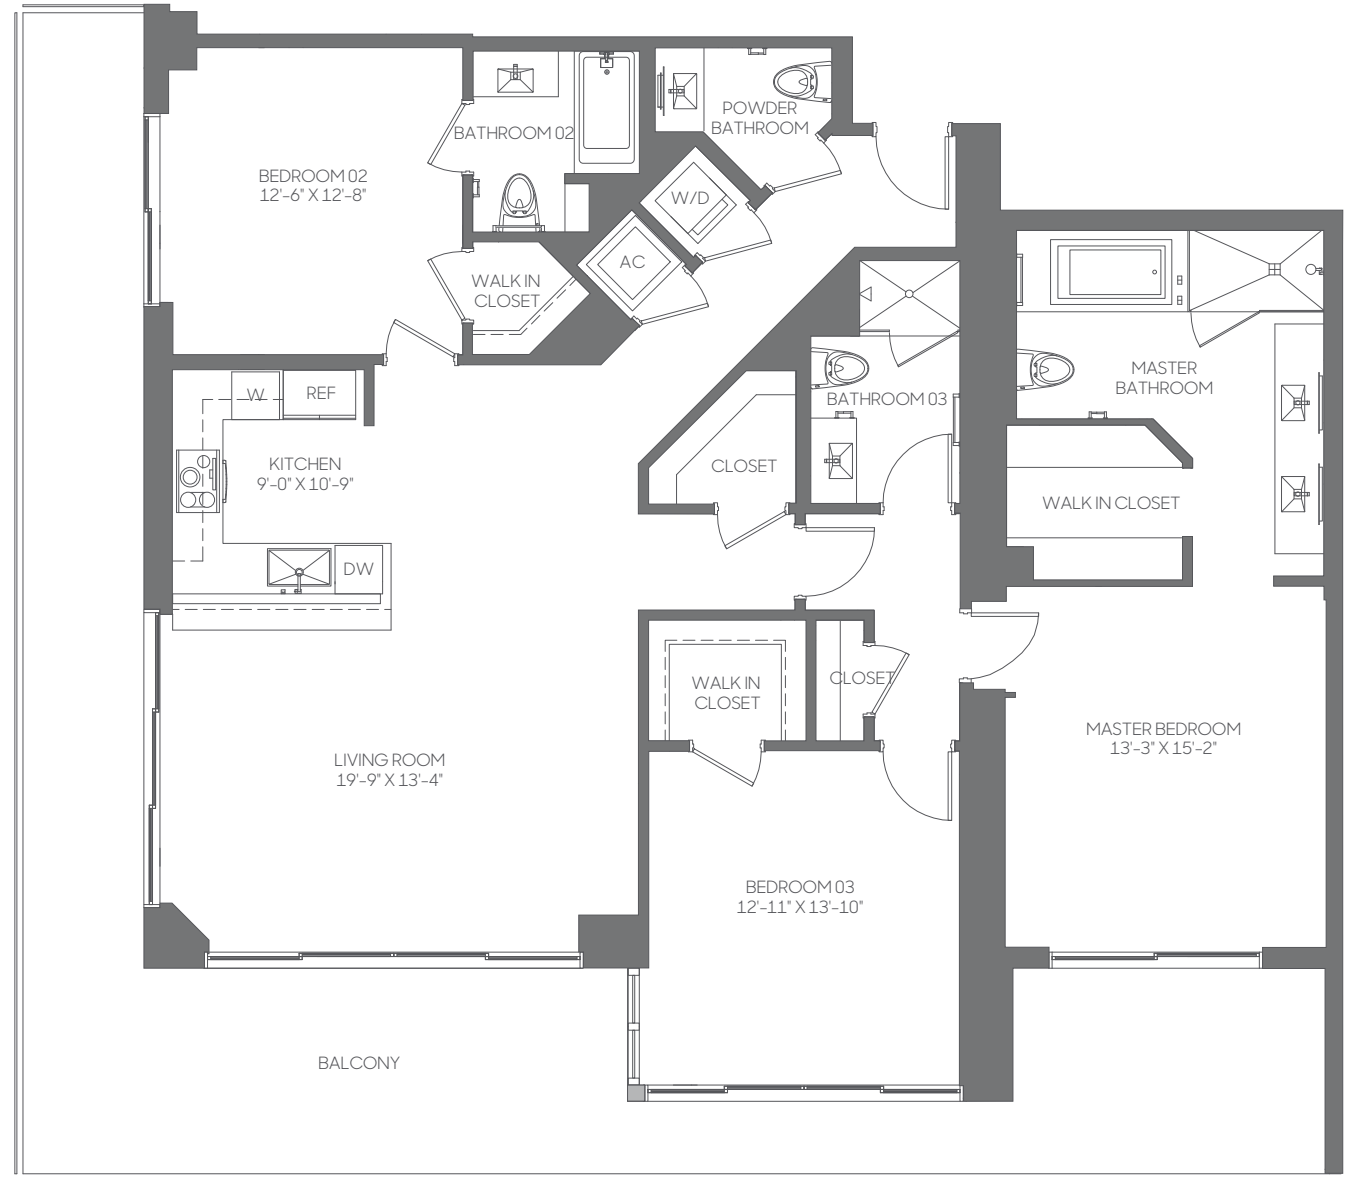 POWDER
BATHROOM
BATHROOM 02
BEDROOM 02
12'-6" X 12'-8"
W/D
AC
WALK IN
CLOSET
W
REF
MASTER
BATHROOM
BATHROOM 03
KITCHEN
9'-0" X 10'-9"
CLOSET
WALK IN CLOSET
DW
WALK IN
CLOSET
CLOSET
MASTER BEDROOM
13'-3" X 15'-2"
LIVING ROOM
19'-9" X 13'-4"
BEDROOM 03
12'-11" X 13'-10"
BALCONY